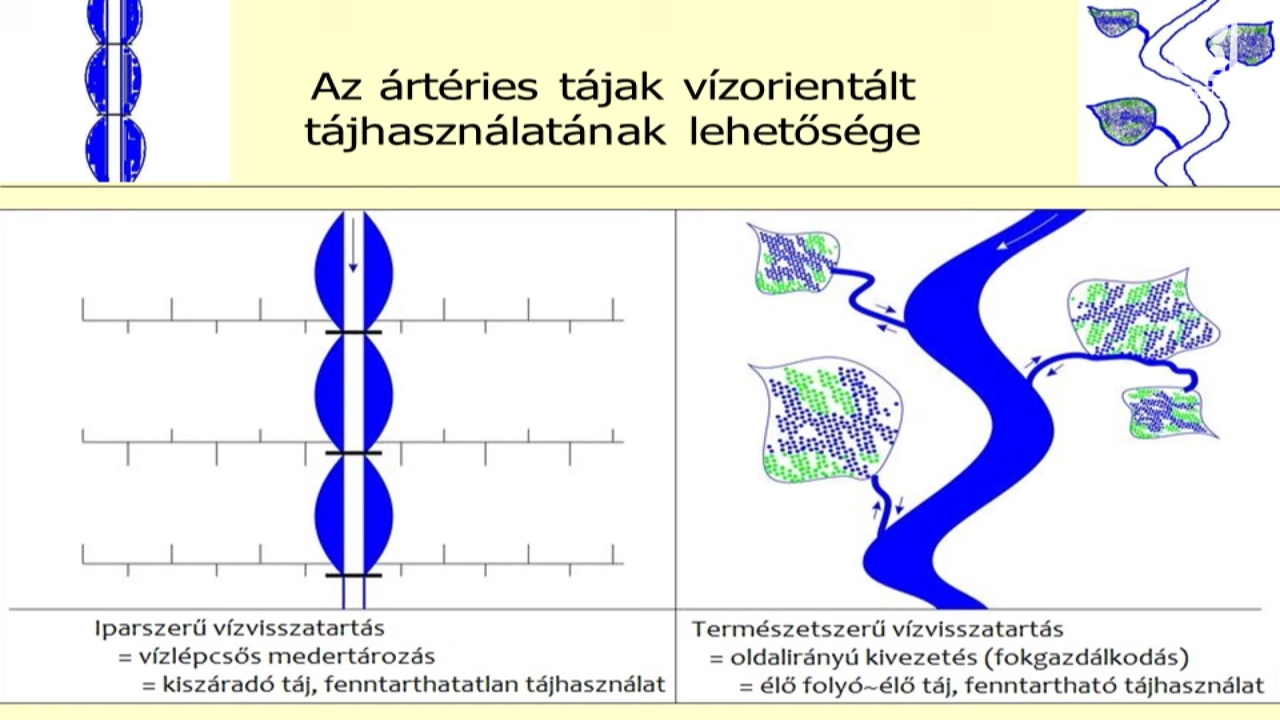 Az ártéries tájak vízorientált
tájhasználatának lehetősége
Iparszerű vízvisszatartás
= vízlépcsős medertározás
= kiszáradó táj, fenntarthatatlan tájhasználat
Természetszerű vízvisszatartás
= oldalirányú kivezetés (fokgazdálkodás)
= élő folyó~élő táj, fenntartható tájhasználat